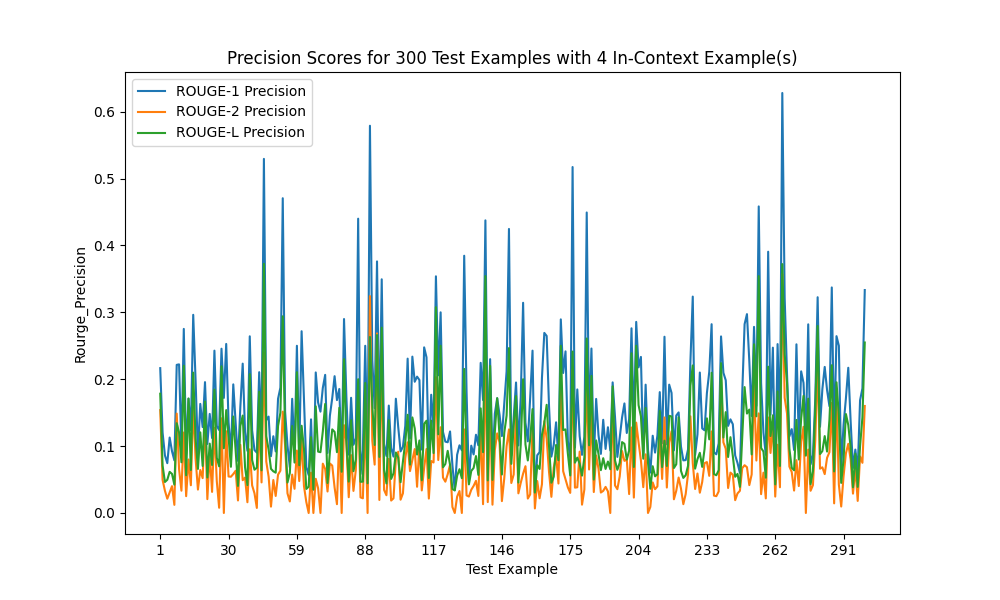 Precision Scores for 300 Test Examples with 4 In-Context Example(s)
ROUGE-1 Precision
ROUGE-2 Precision
ROUGE-L Precision
Rourge_Precision
0.6
0.5
0.4
0.3
0.2
0.1
0.0
1 30 59 88 117 146 175 204 233 262 291
Test Example